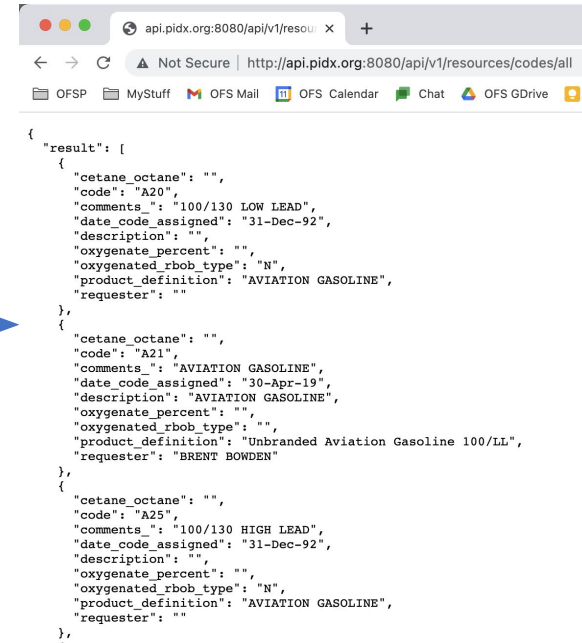 api.pidx.org:8080/api/v1/resour
Not Secure | http://api.pidx.org:8080/api/v1/resources/codes/all
OFSP MyStuff OFS Mail 11 OFS Calendar Chat OFS GDrive
{
"result": [
{
"cetane_octane": "",
"code": "A20",
"comments_": "100/130 LOW LEAD",
"date_code_assigned": "31-Dec-92",
"description": "",
"oxygenate_percent": "",
"oxygenated_rbob_type": "N",
"product_definition": "AVIATION GASOLINE",
"requester": ""
},
{
"cetane_octane": "",
"code": "A21",
"comments_": "AVIATION GASOLINE",
"date_code_assigned": "30-Apr-19",
"description": "AVIATION GASOLINE",
"oxygenate_percent": "",
"oxygenated_rbob_type": "",
"product_definition": "Unbranded Aviation Gasoline 100/LL",
"requester": "BRENT BOWDEN"
},
{
"cetane_octane": "",
"code": "A25",
"comments_": "100/130 HIGH LEAD",
"date_code_assigned": "31-Dec-92",
"description": "",
"oxygenate_percent": "",
"oxygenated_rbob_type": "N",
"product_definition": "AVIATION GASOLINE",
"requester": ""
},